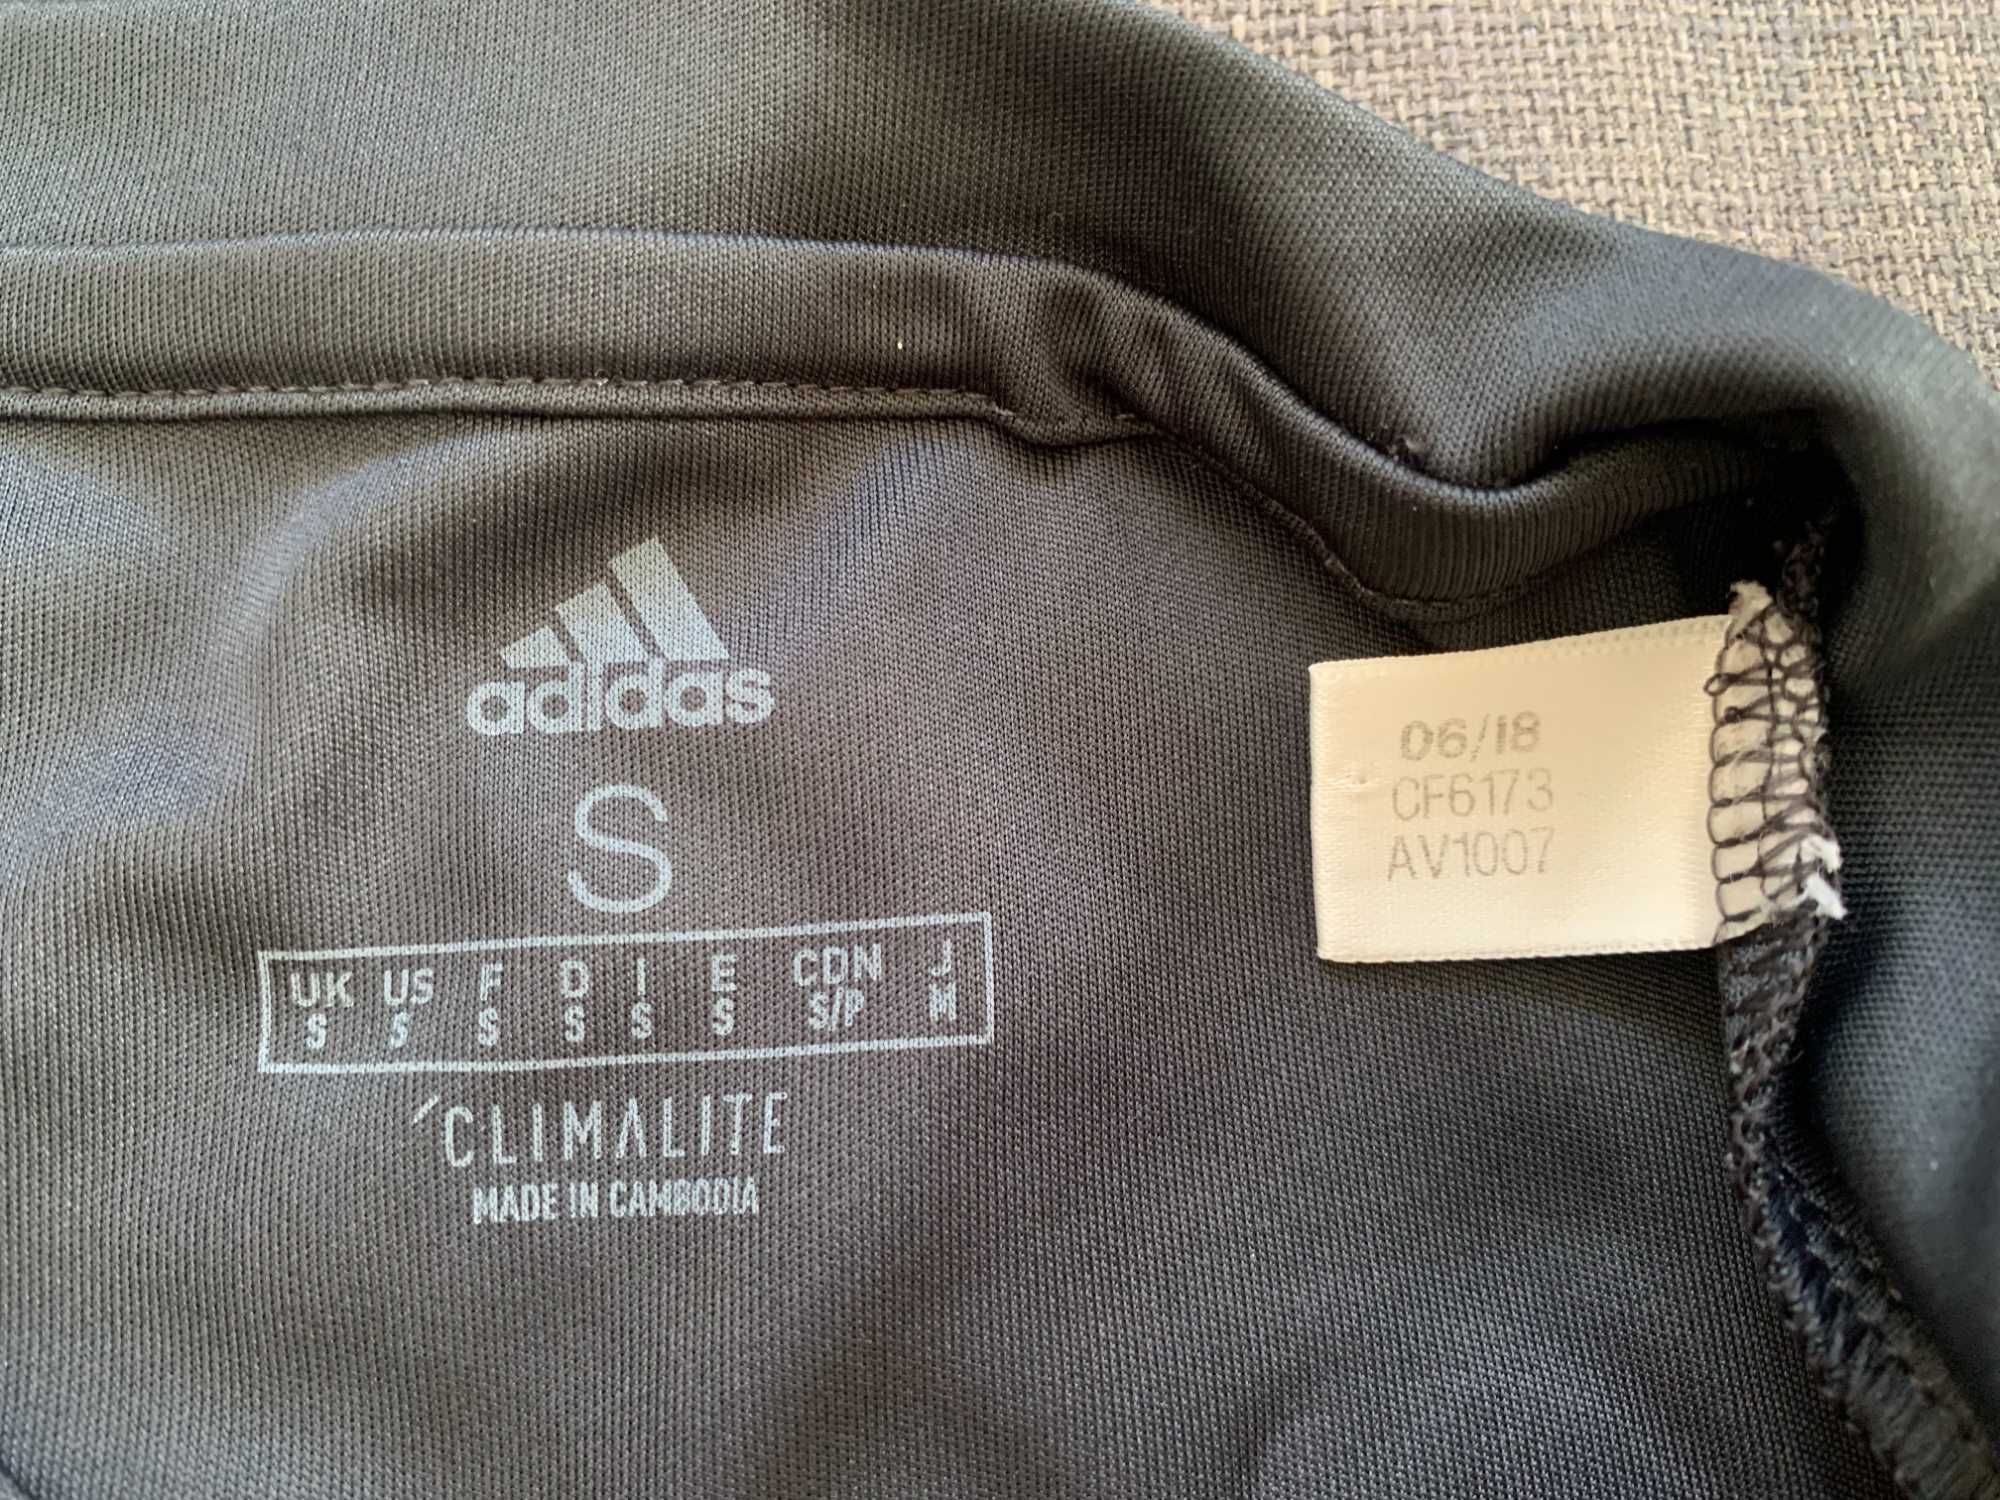 adidas
S
UK US F D I E CDN J
S S S S S S S/P M
CLIMALITE
MADE IN CAMBODIA
06/18
CF6173
AV1007